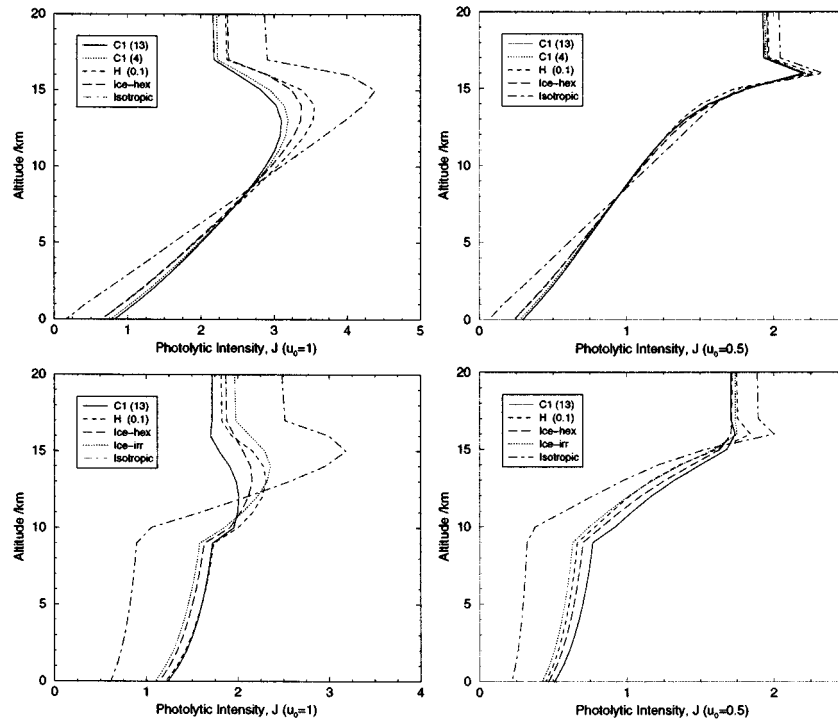 20
15
10
5
0
Altitude /km
C1 (13)
C1 (4)
H (0.1)
Ice-hex
Isotropic
0 1 2 3 4 5
Photolytic Intensity, J (u₀=1)
20
15
10
5
0
Altitude /km
C1 (13)
C1 (4)
H (0.1)
Ice-hex
Isotropic
0 1 2
Photolytic Intensity, J (u₀=0.5)
20
15
10
5
0
Altitude /km
C1 (13)
H (0.1)
Ice-hex
Ice-irr
Isotropic
0 1 2 3 4
Photolytic Intensity, J (u₀=1)
20
15
10
5
0
Altitude /km
C1 (13)
H (0.1)
Ice-hex
Ice-irr
Isotropic
0 1 2
Photolytic Intensity, J (u₀=0.5)